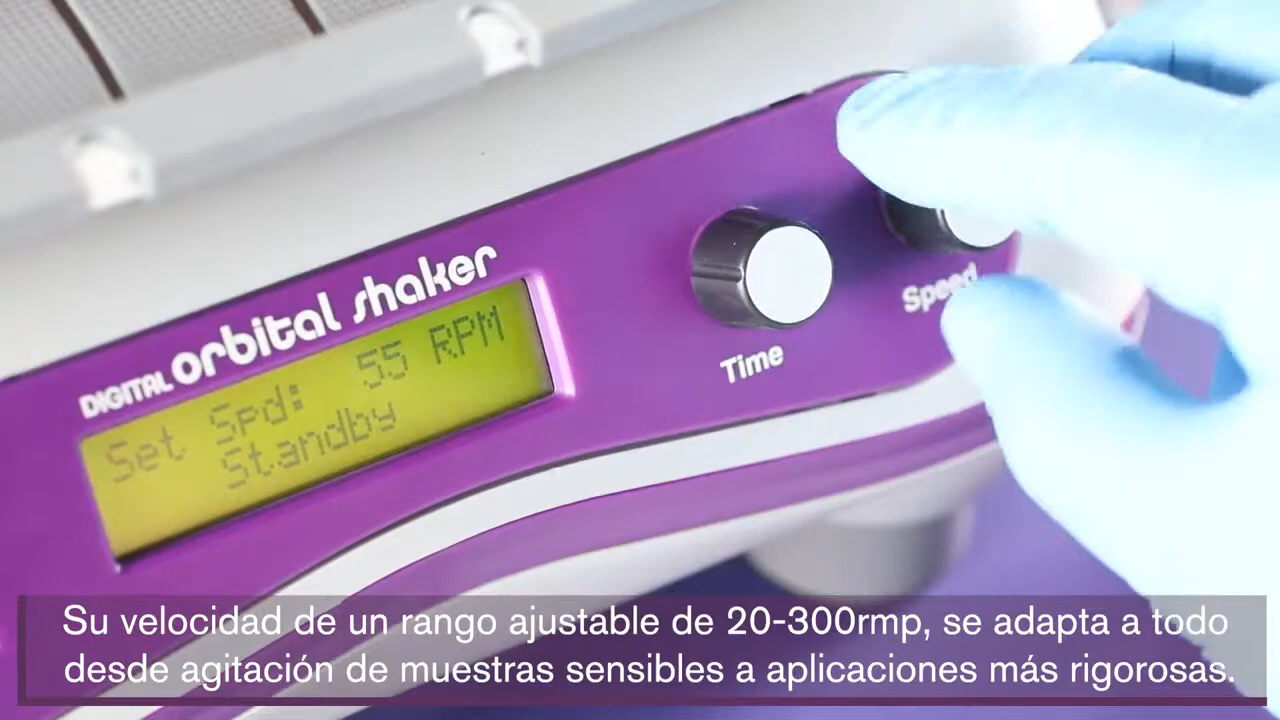 DIGITAL orbital shaker
Set Spd: 55 RPM
Standby
Time
Speed
Su velocidad de un rango ajustable de 20-300rmp, se adapta a todo
desde agitación de muestras sensibles a aplicaciones más rigorosas.